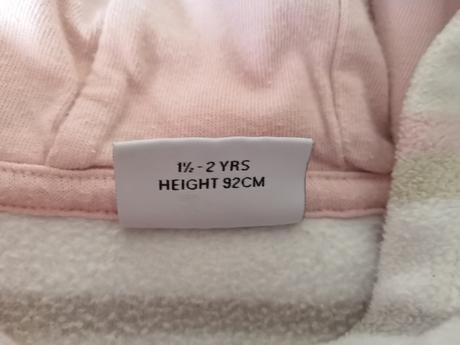 1½ - 2 YRS
HEIGHT 92CM